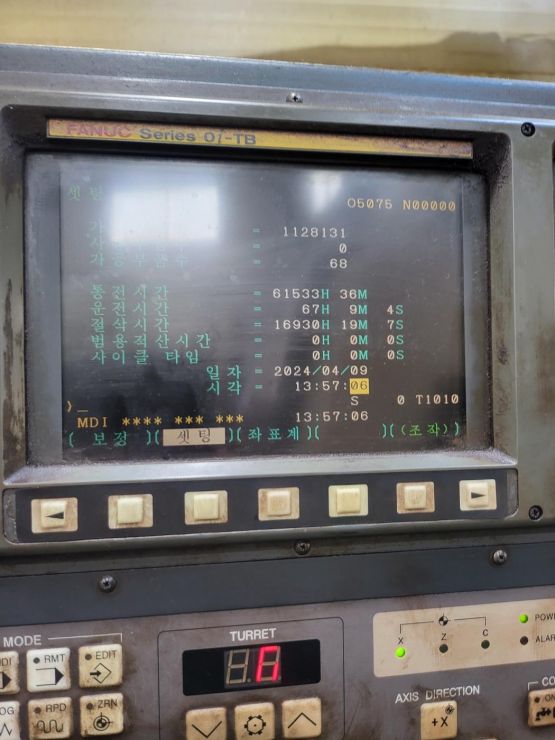 FANUC Series 0i-TB
셋팅
O5075 N00000
= 1128131
= 0
가공부품수 = 68
통전시간 = 61533H 36M
운전시간 = 67H 9M 4S
절삭시간 = 16930H 19M 7S
범용적산시간 = 0H 0M 0S
사이클 타임 = 0H 0M 0S
일자 = 2024/04/09
시각 = 13:57:06
S 0 T1010
>_
MDI **** *** *** 13:57:06
[ 보정 ][ 셋팅 ][ 좌표계 ][ ][ (조작) ]
MODE
TURRET
X Z C
POWE
ALAR
RMT
EDIT
RPD
ZRN
AXIS DIRECTION
+X
ON